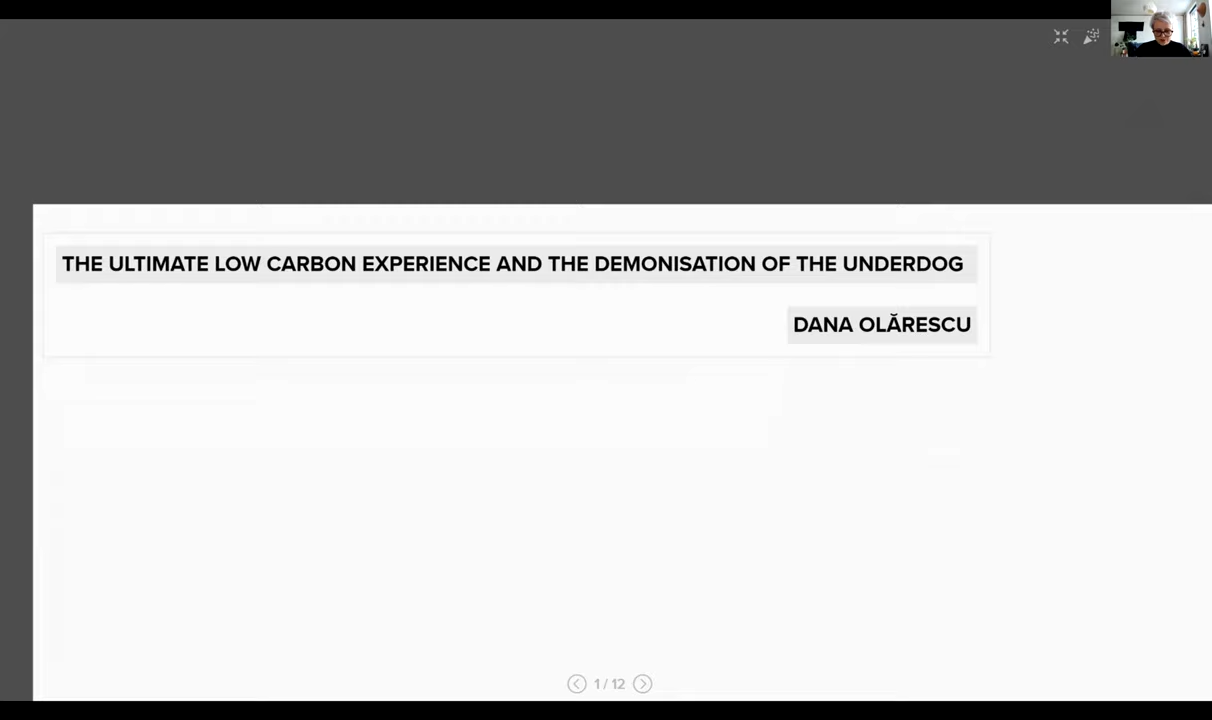 THE ULTIMATE LOW CARBON EXPERIENCE AND THE DEMONISATION OF THE UNDERDOG
DANA OLĂRESCU
1 / 12